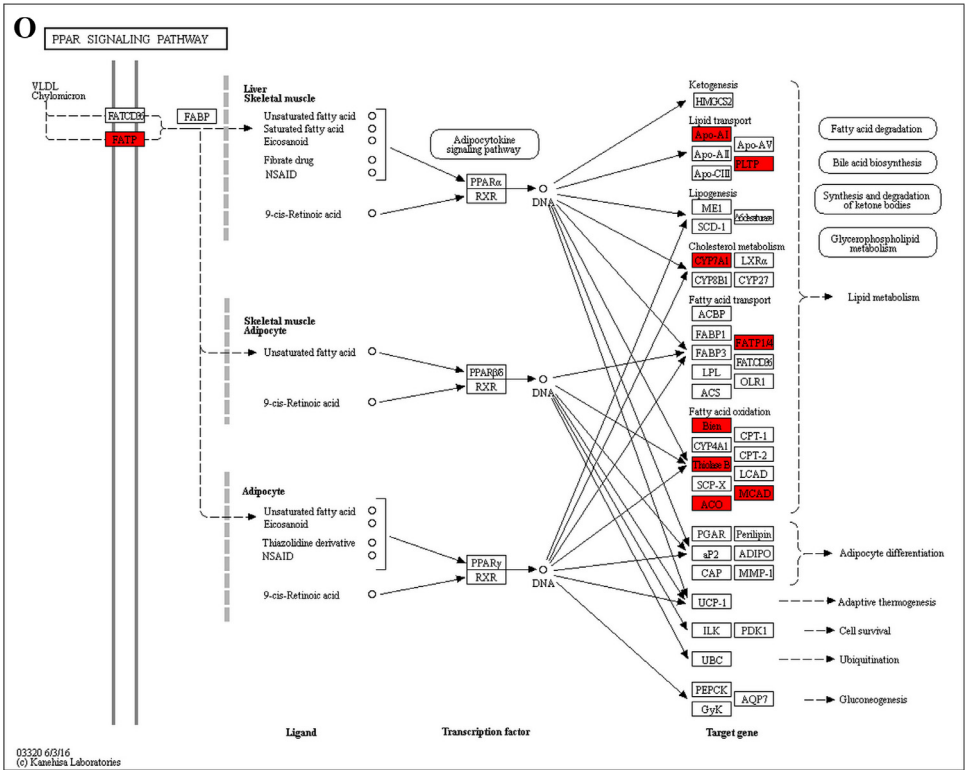 O
PPAR SIGNALING PATHWAY
VLDL
Chylomicron
FATCD36
FATP
FABP
Liver
Skeletal muscle
Unsaturated fatty acid
Saturated fatty acid
Eicosanoid
Fibrate drug
NSAID
9-cis-Retinoic acid
Adipocytokine
signaling pathway
PPARα
RXR
DNA
Skeletal muscle
Adipocyte
Unsaturated fatty acid
9-cis-Retinoic acid
PPARβδ
RXR
DNA
Adipocyte
Unsaturated fatty acid
Eicosanoid
Thiazolidine derivative
NSAID
9-cis-Retinoic acid
PPARγ
RXR
DNA
Ketogenesis
HMGCS2
Lipid transport
Apo-AI
Apo-AV
Apo-AII
PLTP
Apo-CIII
Lipogenesis
ME1
SCD-1
Cholesterol metabolism
CYP7A1 LXRα
CYP8B1 CYP27
Fatty acid transport
ACBP
FABP1
FATP1/4
FABP3
FATCD36
LPL
OLR1
ACS
Fatty acid oxidation
Bien
CPT-1
CYP4A1
CPT-2
Thiolase B
LCAD
SCP-X
MCAD
ACO
PGAR Perilipin
aP2 ADIPO
CAP MMP-1
UCP-1
ILK PDK1
UBC
PEPCK
AQP7
GyK
Fatty acid degradation
Bile acid biosynthesis
Synthesis and degradation
of ketone bodies
Glycerophospholipid
metabolism
Lipid metabolism
Adipocyte differentiation
Adaptive thermogenesis
Cell survival
Ubiquitination
Gluconeogenesis
Ligand
Transcription factor
Target gene
03320 6/3/16
(c) Kanehisa Laboratories